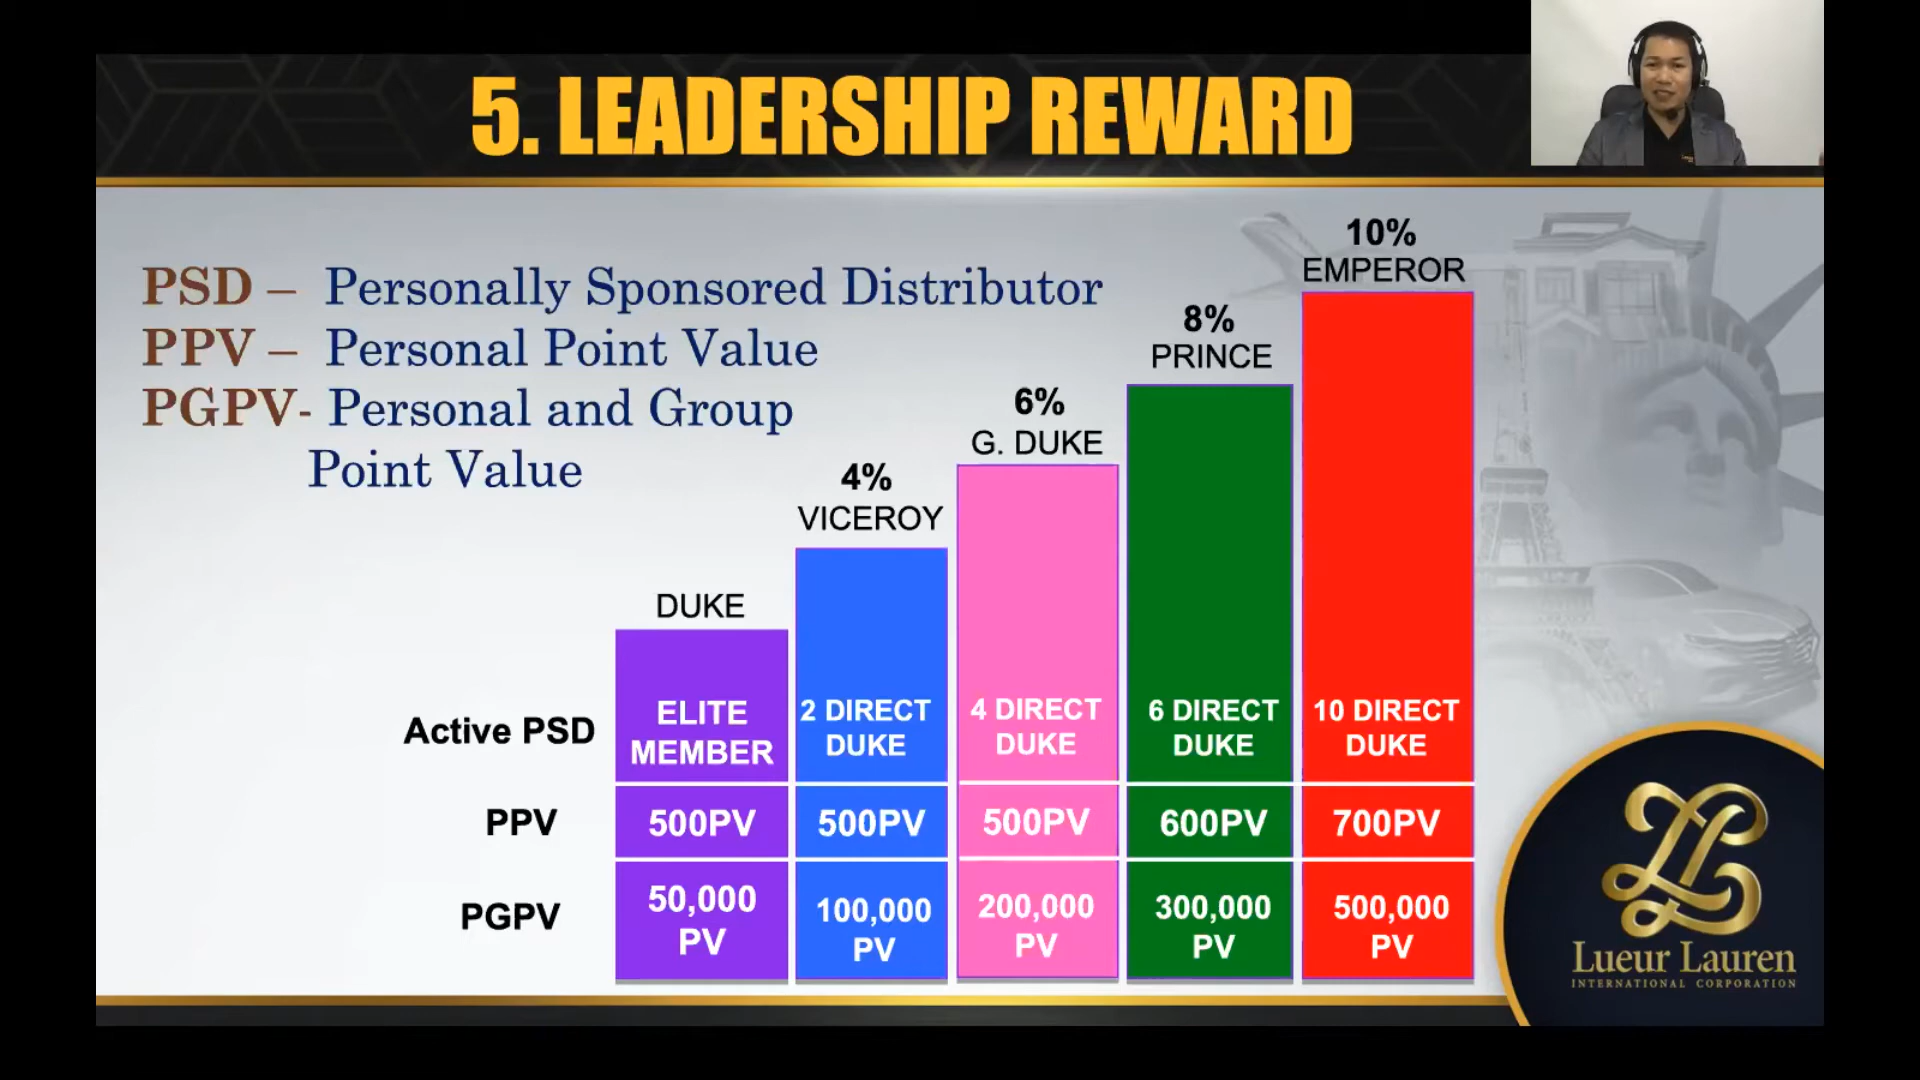 5. LEADERSHIP REWARD
PSD – Personally Sponsored Distributor
PPV – Personal Point Value
PGPV- Personal and Group
Point Value
10%
EMPEROR
8%
PRINCE
6%
G. DUKE
4%
VICEROY
DUKE
Active PSD
ELITE
MEMBER
2 DIRECT
DUKE
4 DIRECT
DUKE
6 DIRECT
DUKE
10 DIRECT
DUKE
PPV
500PV
500PV
500PV
600PV
700PV
PGPV
50,000
PV
100,000
PV
200,000
PV
300,000
PV
500,000
PV
Lueur Lauren
INTERNATIONAL CORPORATION